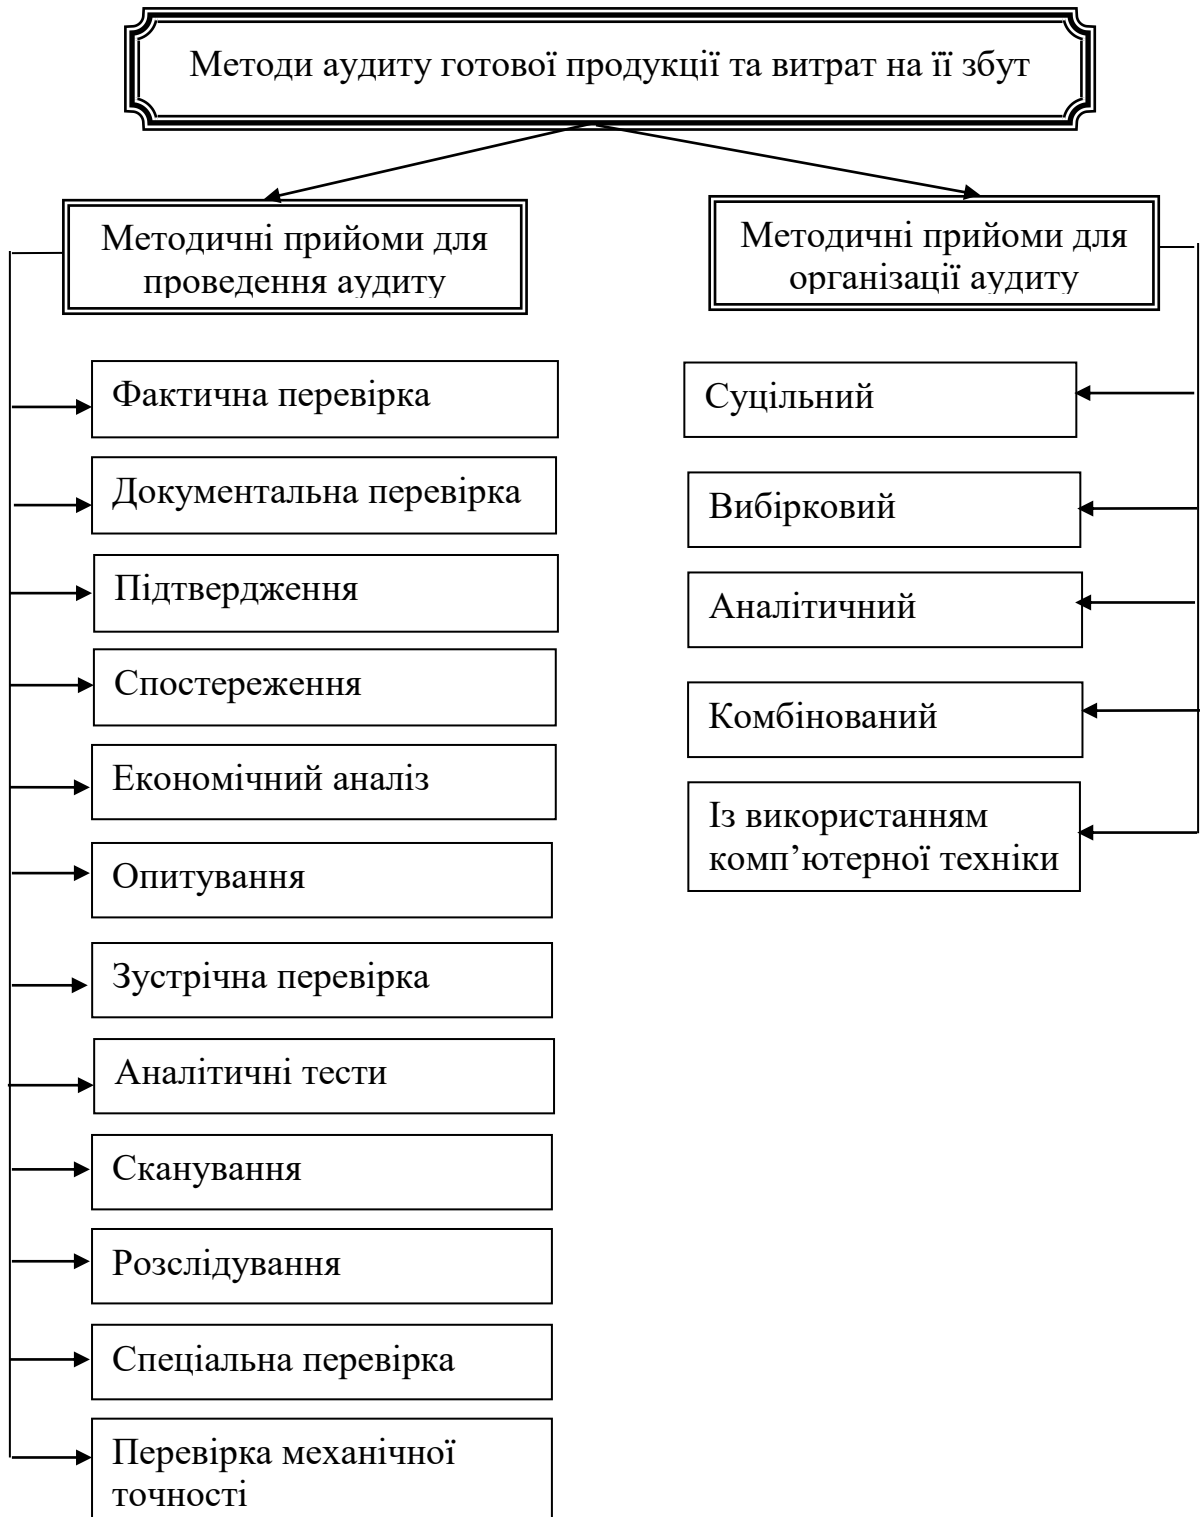 Методи аудиту готової продукції та витрат на її збут
Методичні прийоми для
проведення аудиту
Фактична перевірка
Документальна перевірка
Підтвердження
Спостереження
Економічний аналіз
Опитування
Зустрічна перевірка
Аналітичні тести
Сканування
Розслідування
Спеціальна перевірка
Перевірка механічної
точності
Методичні прийоми для
організації аудиту
Суцільний
Вибірковий
Аналітичний
Комбінований
Із використанням
комп’ютерної техніки